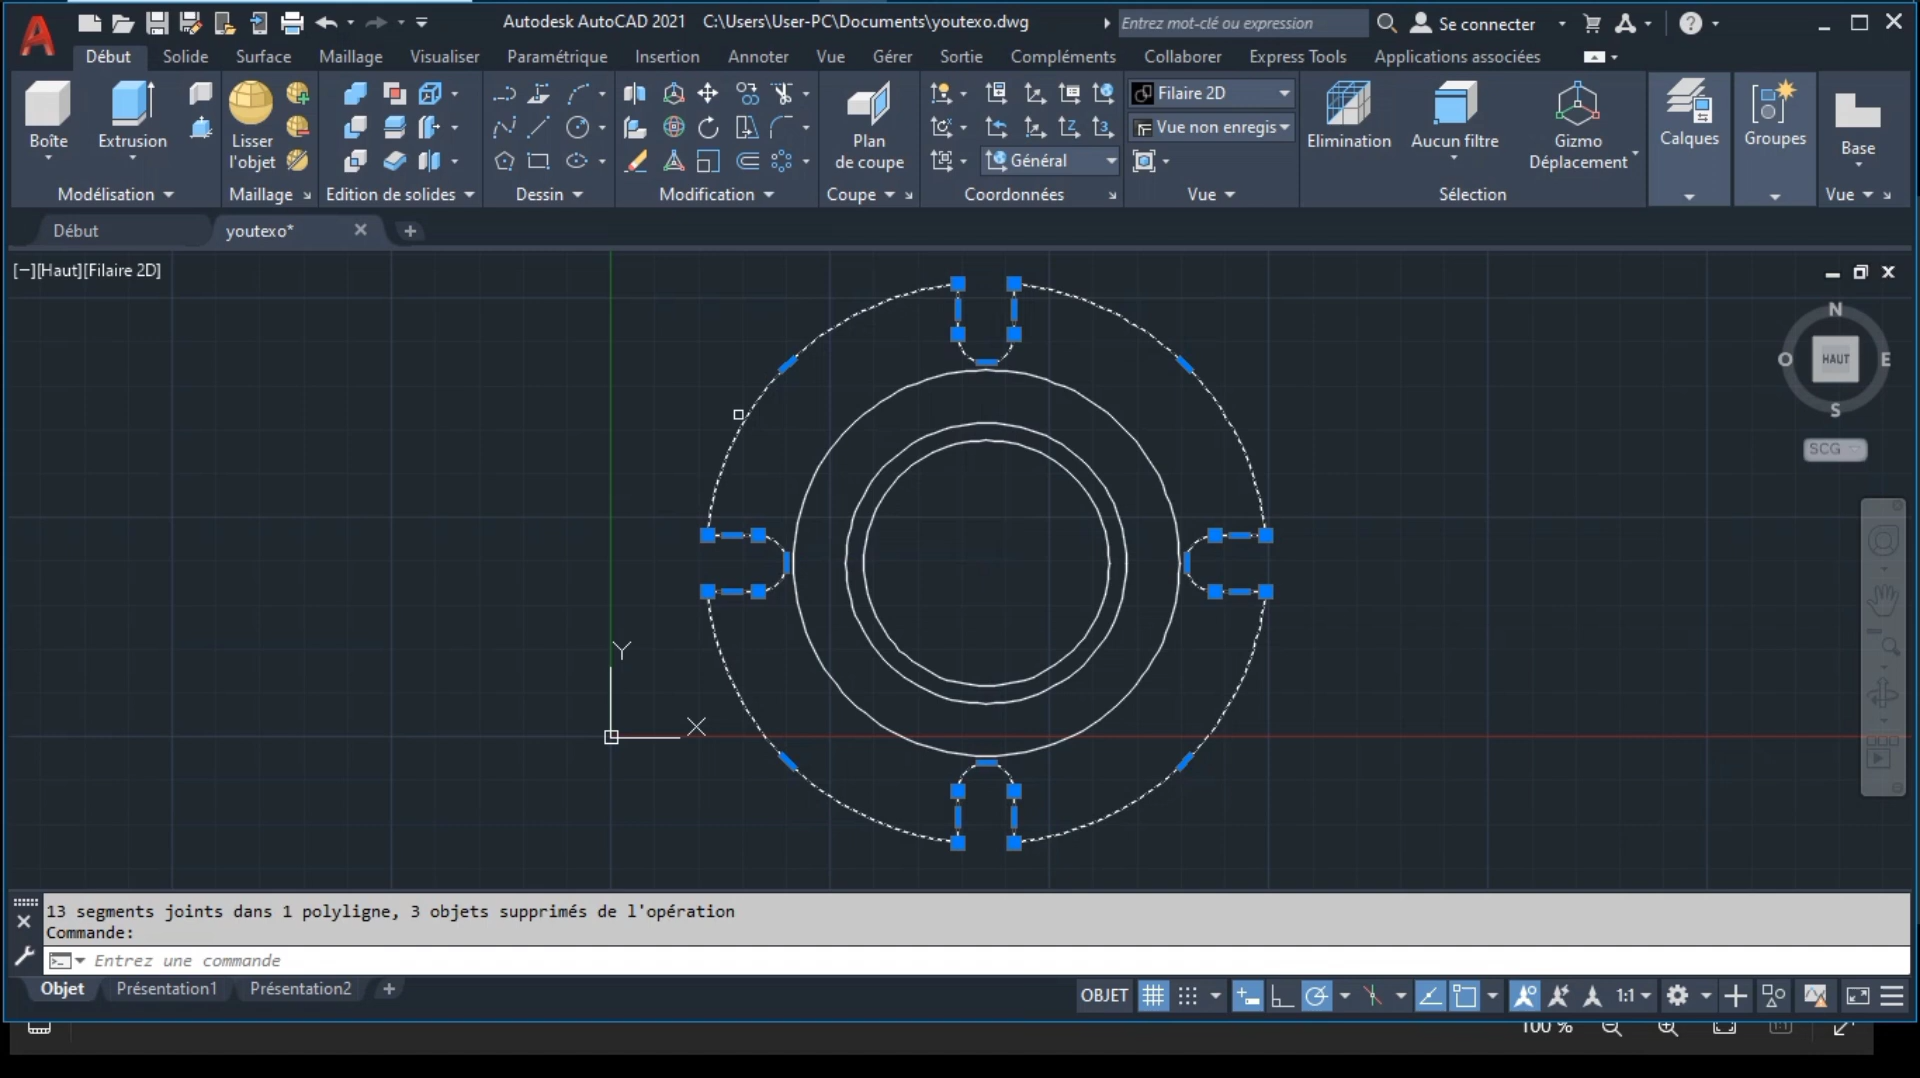 Autodesk AutoCAD 2021 C:\Users\User-PC\Documents\youtexo.dwg
Entrez mot-clé ou expression
Se connecter
Début Solide Surface Maillage Visualiser Paramétrique Insertion Annoter Vue Gérer Sortie Compléments Collaborer Express Tools Applications associées
Boîte
Extrusion
Lisser
l'objet
Plan
de coupe
Filaire 2D
Vue non enregis
Général
Elimination
Aucun filtre
Gizmo
Déplacement
Calques
Groupes
Base
Modélisation Maillage Edition de solides Dessin Modification Coupe Coordonnées Vue Sélection Vue
Début
youtexo*
[−][Haut][Filaire 2D]
N
O HAUT E
S
SCG
Y
X
13 segments joints dans 1 polyligne, 3 objets supprimés de l'opération
Commande:
Entrez une commande
Objet Présentation1 Présentation2
OBJET
1:1
100 %
1:1